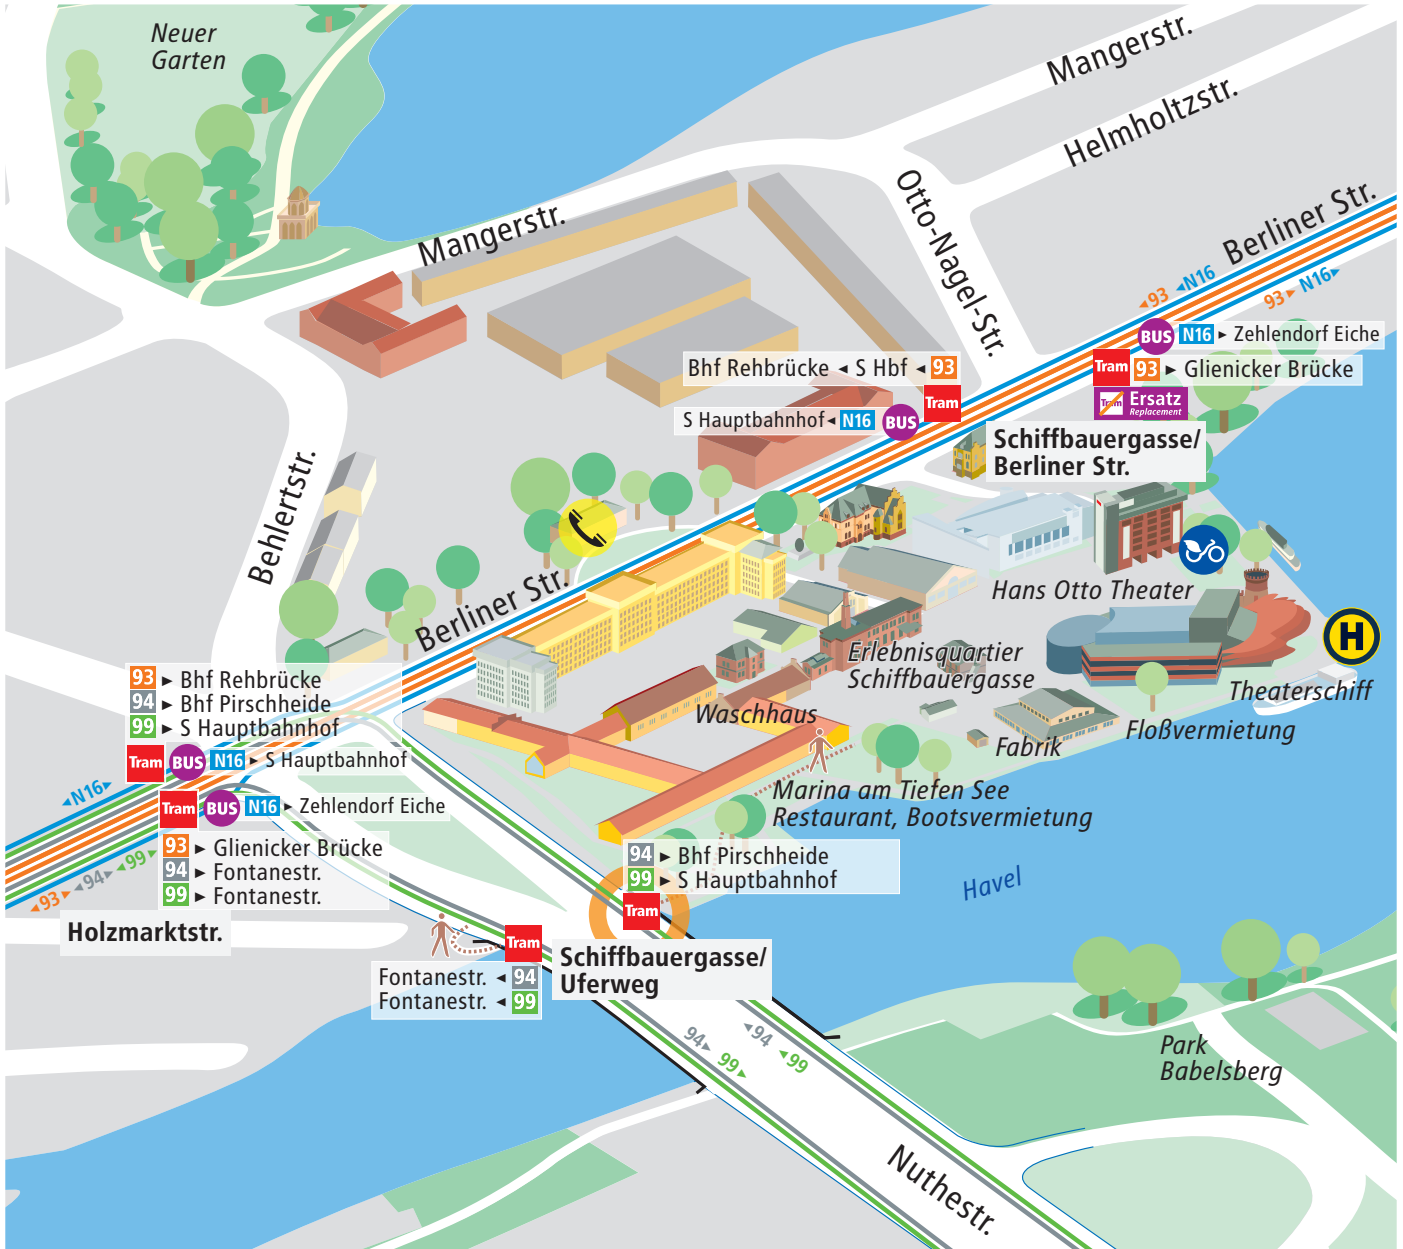 Neuer
Garten
Mangerstr.
Helmholtzstr.
Mangerstr.
Otto-Nagel-Str.
Berliner Str.
◄93 ◄N16
93► N16►
BUS N16 ► Zehlendorf Eiche
Tram 93 ► Glienicker Brücke
Tram Ersatz
Replacement
Bhf Rehbrücke ◄ S Hbf ◄ 93
Tram
S Hauptbahnhof ◄ N16 BUS
Schiffbauergasse/
Berliner Str.
Behlertstr.
Berliner Str.
Hans Otto Theater
H
Erlebnisquartier
Schiffbauergasse
Theaterschiff
Waschhaus
Floßvermietung
Fabrik
93 ► Bhf Rehbrücke
94 ► Bhf Pirschheide
99 ► S Hauptbahnhof
Tram BUS N16 ► S Hauptbahnhof
◄N16►
Tram BUS N16 ► Zehlendorf Eiche
Marina am Tiefen See
Restaurant, Bootsvermietung
93 ► Glienicker Brücke
94 ► Fontanestr.
99 ► Fontanestr.
◄93► ◄94► ◄99►
94 ► Bhf Pirschheide
99 ► S Hauptbahnhof
Tram
Havel
Holzmarktstr.
Tram
Schiffbauergasse/
Uferweg
Fontanestr. ◄ 94
Fontanestr. ◄ 99
94► ◄94
99► ◄99
Park
Babelsberg
Nuthestr.